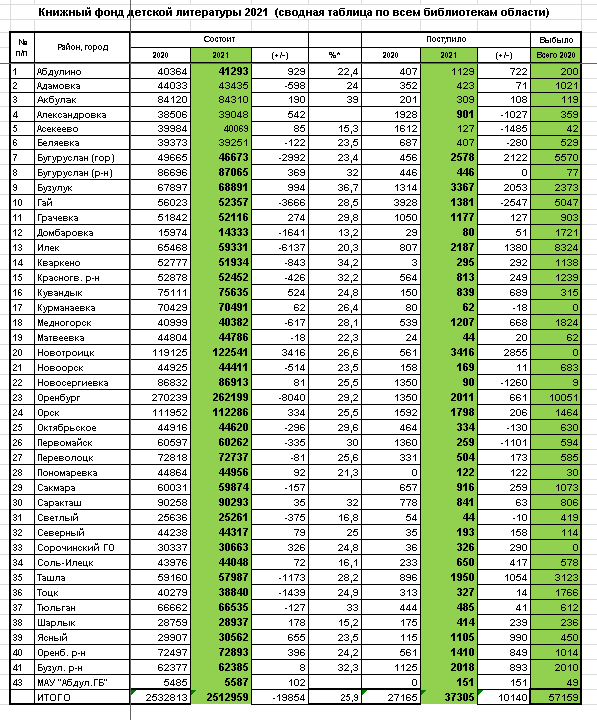 Книжный фонд детской литературы 2021 (сводная таблица по всем библиотекам области)
№ п/п Район, город Состоит Поступило Выбыло
2020 2021 (+/-) %* 2020 2021 (+/-) Всего 2020
1 Абдулино 40364 41293 929 22,4 407 1129 722 200
2 Адамовка 44033 43435 -598 24 352 423 71 1021
3 Акбулак 84120 84310 190 39 201 309 108 119
4 Александровка 38506 39048 542 1928 901 -1027 359
5 Асекеево 39984 40069 85 15,3 1612 127 -1485 42
6 Беляевка 39373 39251 -122 23,5 687 407 -280 529
7 Бугуруслан (гор) 49665 46673 -2992 23,4 456 2578 2122 5570
8 Бугуруслан (р-н) 86696 87065 369 32 446 446 0 77
9 Бузулук 67897 68891 994 36,7 1314 3367 2053 2373
10 Гай 56023 52357 -3666 28,5 3928 1381 -2547 5047
11 Грачевка 51842 52116 274 29,8 1050 1177 127 903
12 Домбаровка 15974 14333 -1641 13,2 29 80 51 1721
13 Илек 65468 59331 -6137 20,3 807 2187 1380 8324
14 Кваркено 52777 51934 -843 34,2 3 295 292 1138
15 Красногв. р-н 52878 52452 -426 32,2 564 813 249 1239
16 Кувандык 75111 75635 524 24,8 150 839 689 315
17 Курманаевка 70429 70491 62 26,4 80 62 -18 0
18 Медногорск 40999 40382 -617 28,1 539 1207 668 1824
19 Матвеевка 44804 44786 -18 22,3 24 44 20 62
20 Новотроицк 119125 122541 3416 26,6 561 3416 2855 0
21 Новоорск 44925 44411 -514 23,5 158 169 11 683
22 Новосергиевка 86832 86913 81 25,5 1350 90 -1260 9
23 Оренбург 270239 262199 -8040 29,2 1350 2011 661 10051
24 Орск 111952 112286 334 25,5 1592 1798 206 1464
25 Октябрьское 44916 44620 -296 29,6 464 334 -130 630
26 Первомайск 60597 60262 -335 30 1360 259 -1101 594
27 Переволоцк 72818 72737 -81 25,6 331 504 173 585
28 Пономаревка 44864 44956 92 21,3 0 122 122 30
29 Сакмара 60031 59874 -157 657 916 259 1073
30 Саракташ 90258 90293 35 32 778 841 63 806
31 Светлый 25636 25261 -375 16,8 54 44 -10 419
32 Северный 44238 44317 79 25 35 193 158 114
33 Сорочинский ГО 30337 30663 326 24,8 36 326 290 0
34 Соль-Илецк 43976 44048 72 16,1 233 650 417 578
35 Ташла 59160 57987 -1173 28,2 896 1950 1054 3123
36 Тоцк 40279 38840 -1439 24,9 313 327 14 1766
37 Тюльган 66662 66535 -127 33 444 485 41 612
38 Шарлык 28759 28937 178 15,2 175 414 239 236
39 Ясный 29907 30562 655 23,5 115 1105 990 450
40 Оренб. р-н 72497 72893 396 24,2 561 1410 849 1014
41 Бузул. р-н 62377 62385 8 32,3 1125 2018 893 2010
43 МАУ "Абдул.ГБ" 5485 5587 102 0 151 151 49
ИТОГО 2532813 2512959 -19854 25,9 27165 37305 10140 57159